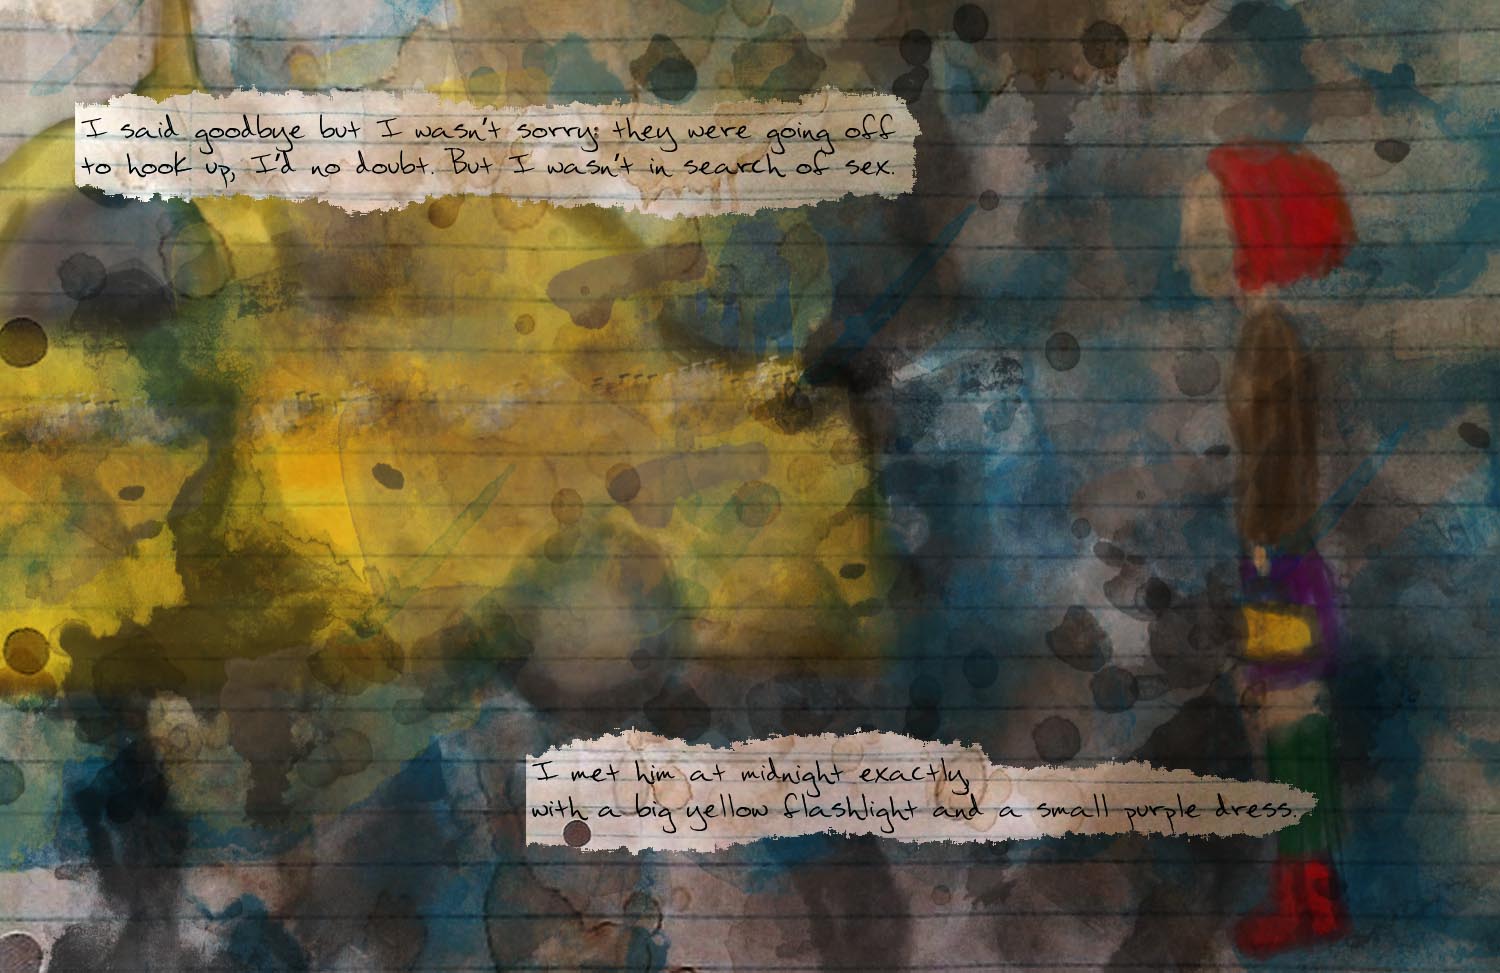 I said goodbye but I wasn't sorry: they were going off
to hook up, I'd no doubt. But I wasn't in search of sex.
I met him at midnight exactly,
with a big yellow flashlight and a small purple dress.